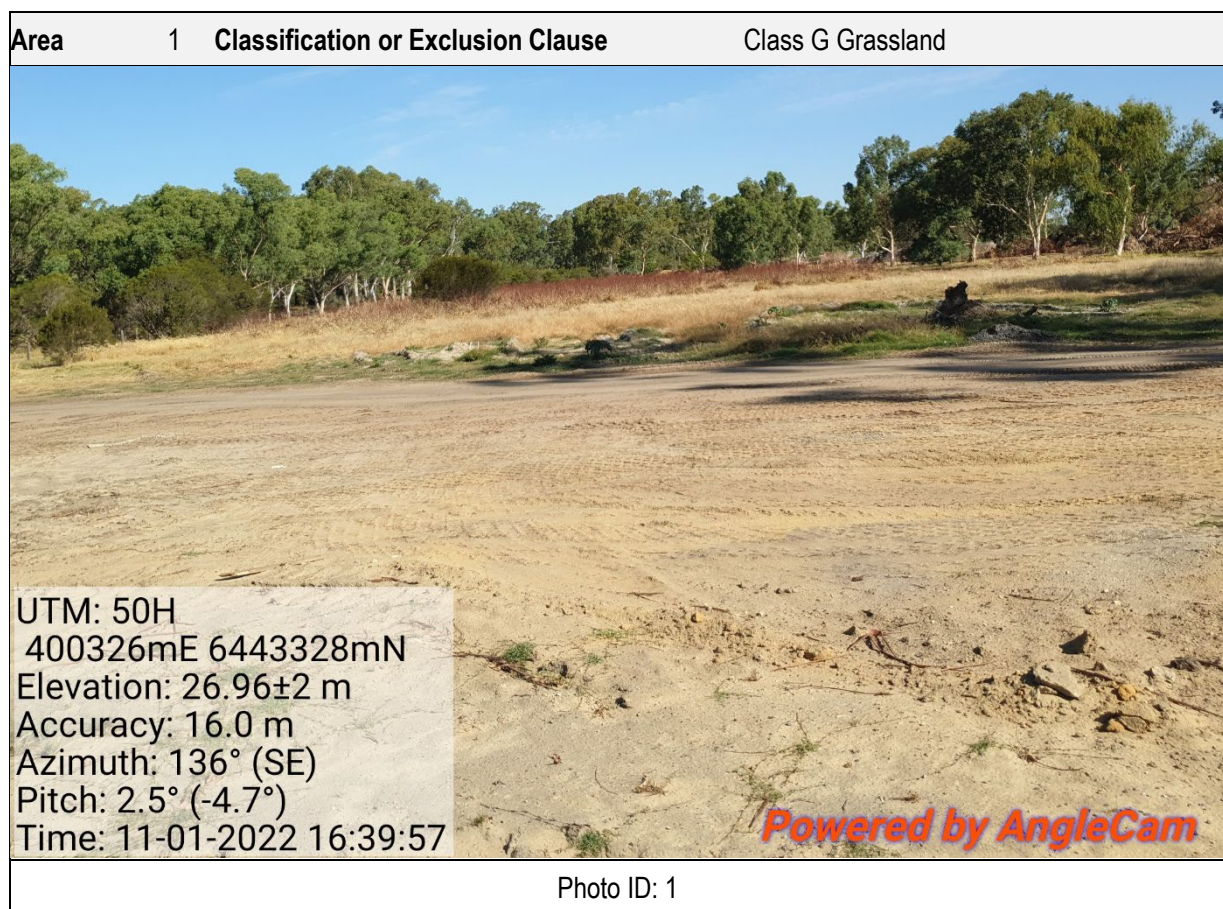 Area 1 Classification or Exclusion Clause Class G Grassland
UTM: 50H
400326mE 6443328mN
Elevation: 26.96±2 m
Accuracy: 16.0 m
Azimuth: 136° (SE)
Pitch: 2.5° (-4.7°)
Time: 11-01-2022 16:39:57
Powered by AngleCam
Photo ID: 1